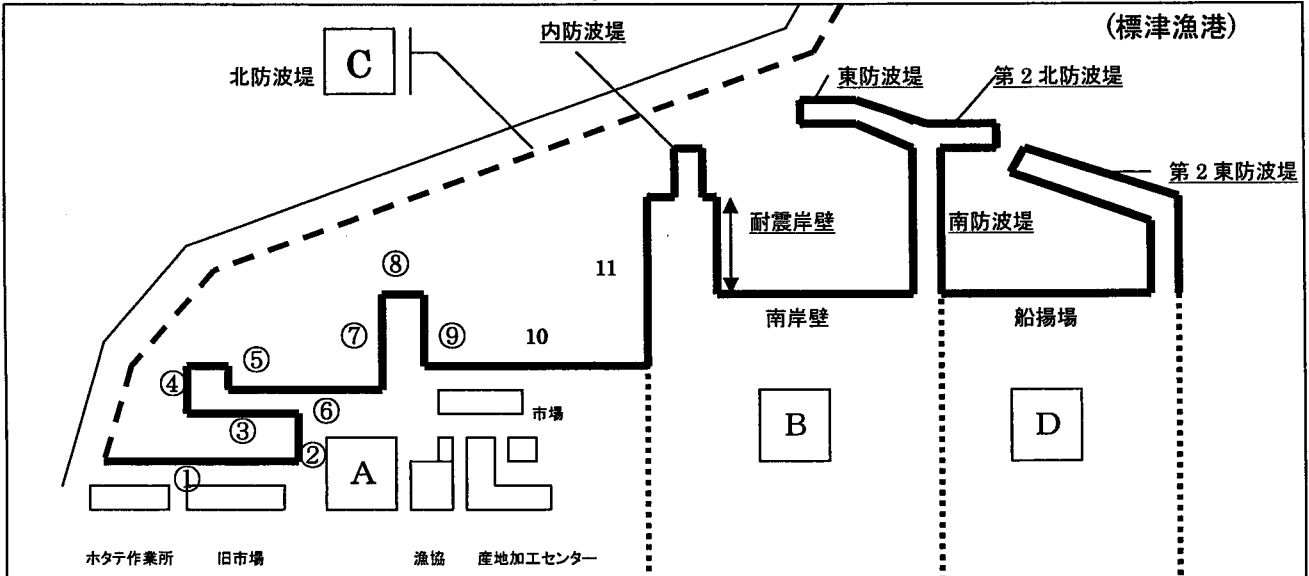 (標津漁港)
内防波堤
北防波堤
C
東防波堤
第2北防波堤
第2東防波堤
耐震岸壁
南防波堤
⑧
11
南岸壁
船揚場
⑦
⑨
10
⑤
④
⑥
市場
③
②
A
B
D
①
ホタテ作業所
旧市場
漁協
産地加工センター